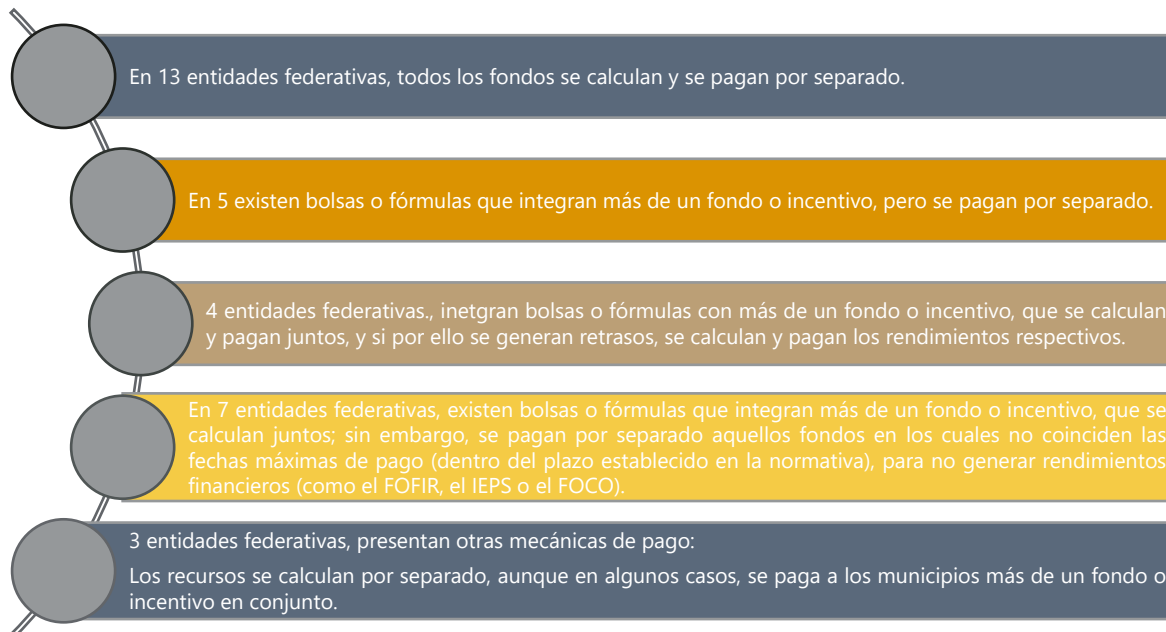 En 13 entidades federativas, todos los fondos se calculan y se pagan por separado.
En 5 existen bolsas o fórmulas que integran más de un fondo o incentivo, pero se pagan por separado.
4 entidades federativas., inetgran bolsas o fórmulas con más de un fondo o incentivo, que se calculan
y pagan juntos, y si por ello se generan retrasos, se calculan y pagan los rendimientos respectivos.
En 7 entidades federativas, existen bolsas o fórmulas que integran más de un fondo o incentivo, que se
calculan juntos; sin embargo, se pagan por separado aquellos fondos en los cuales no coinciden las
fechas máximas de pago (dentro del plazo establecido en la normativa), para no generar rendimientos
financieros (como el FOFIR, el IEPS o el FOCO).
3 entidades federativas, presentan otras mecánicas de pago:
Los recursos se calculan por separado, aunque en algunos casos, se paga a los municipios más de un fondo o
incentivo en conjunto.